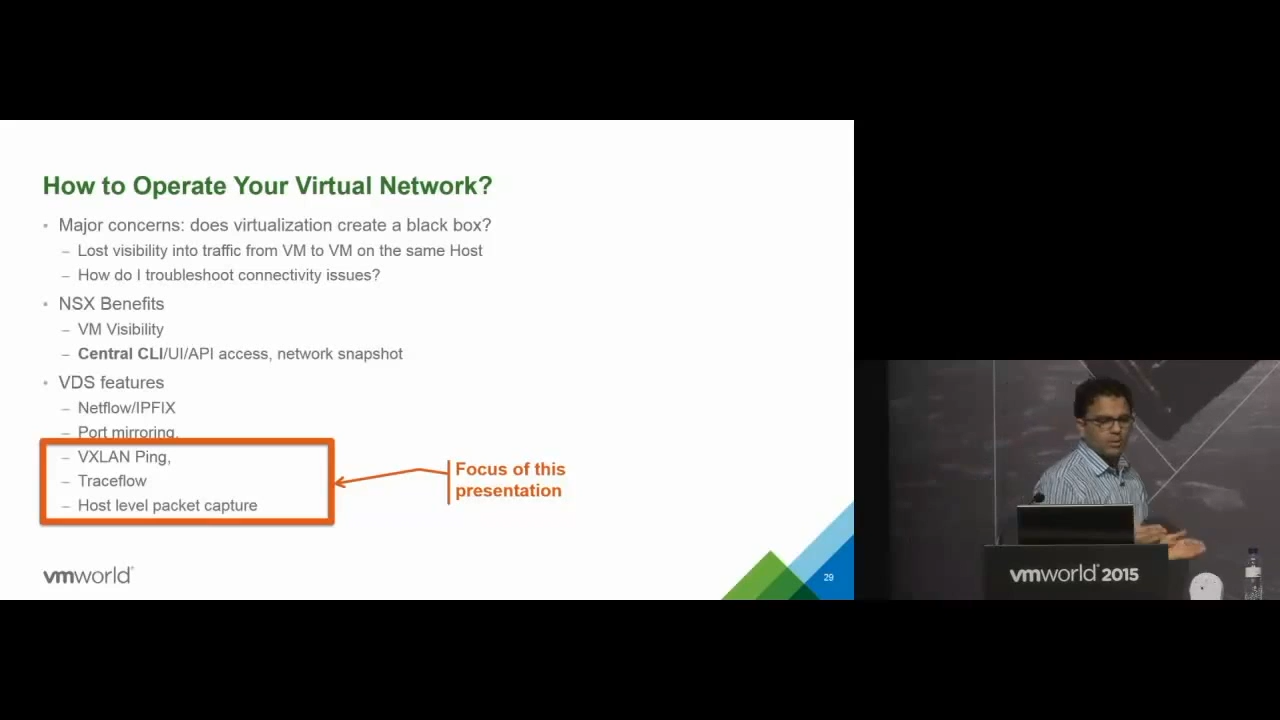 How to Operate Your Virtual Network?
• Major concerns: does virtualization create a black box?
– Lost visibility into traffic from VM to VM on the same Host
– How do I troubleshoot connectivity issues?
• NSX Benefits
– VM Visibility
– Central CLI/UI/API access, network snapshot
• VDS features
– Netflow/IPFIX
– Port mirroring,
– VXLAN Ping,
– Traceflow
– Host level packet capture
Focus of this
presentation
vmworld®
29
vmworld® 2015